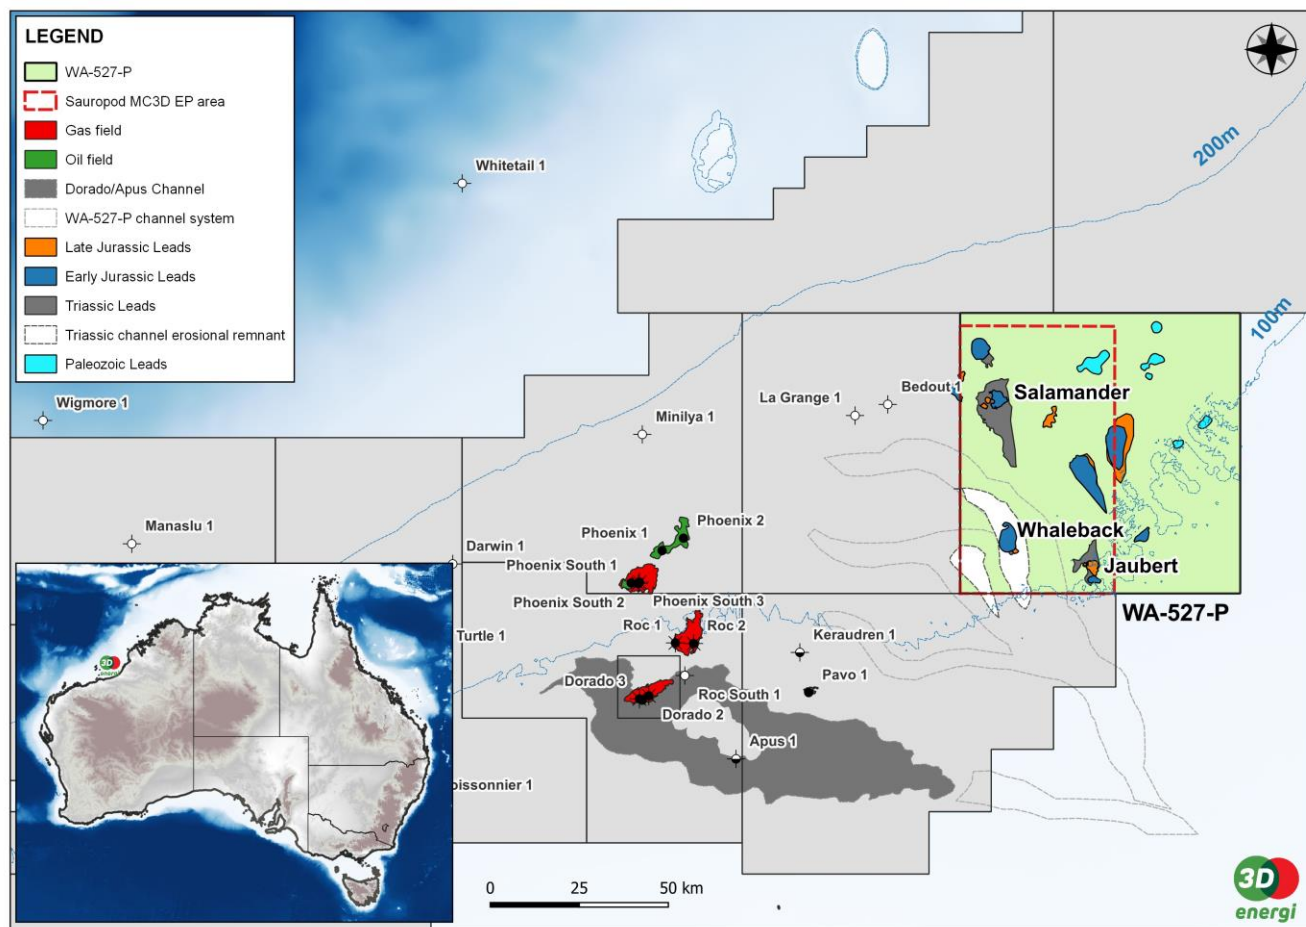 LEGEND
WA-527-P
Sauropod MC3D EP area
Gas field
Oil field
Dorado/Apus Channel
WA-527-P channel system
Late Jurassic Leads
Early Jurassic Leads
Triassic Leads
Triassic channel erosional remnant
Paleozoic Leads
Whitetail 1
200m
100m
Wigmore 1
Minilya 1
La Grange 1
Bedout 1
Salamander
Manaslu 1
Darwin 1
Phoenix 1
Phoenix 2
Phoenix South 1
Phoenix South 2
Phoenix South 3
Whaleback
Jaubert
WA-527-P
Turtle 1
Roc 1
Roc 2
Keraudren 1
Dorado 3
Roc South 1
Pavo 1
Dorado 2
Apus 1
oissonnier 1
3D
energi
0 25 50 km
3D
energi